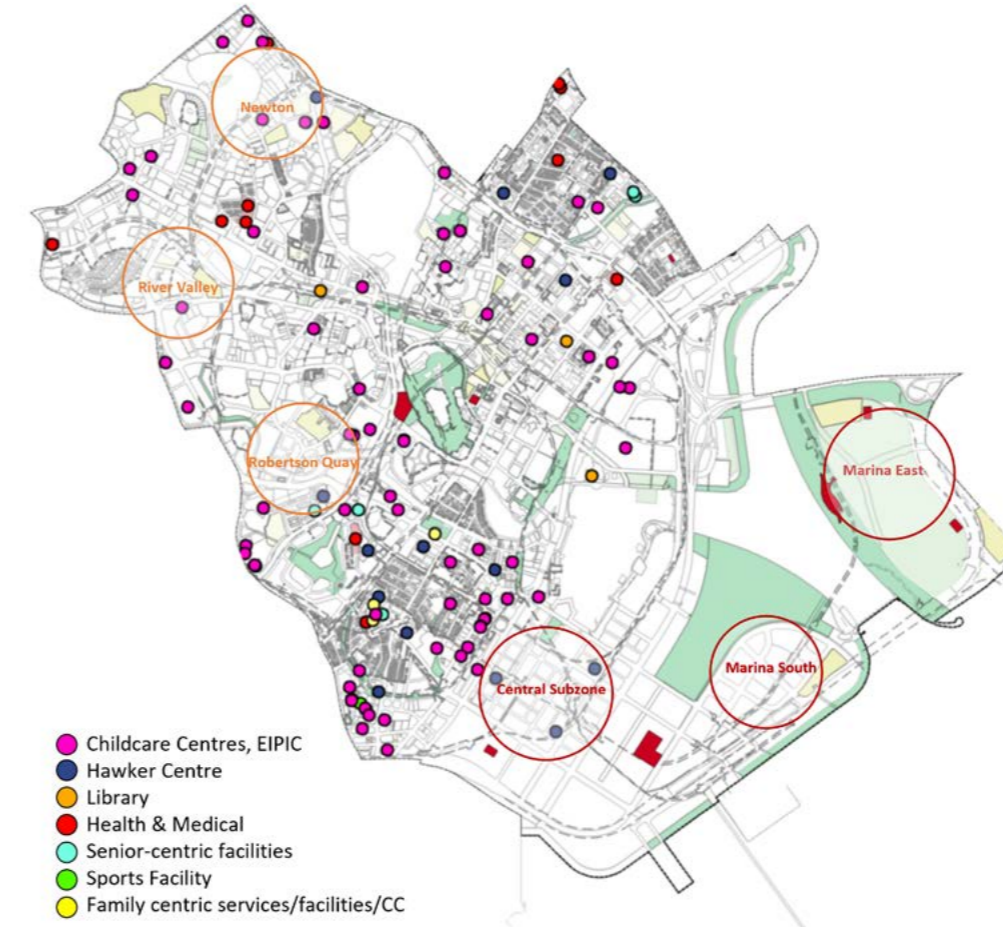 Newton
River Valley
Robertson Quay
Marina East
Marina South
Central Subzone
Childcare Centres, EIPIC
Hawker Centre
Library
Health & Medical
Senior-centric facilities
Sports Facility
Family centric services/facilities/CC